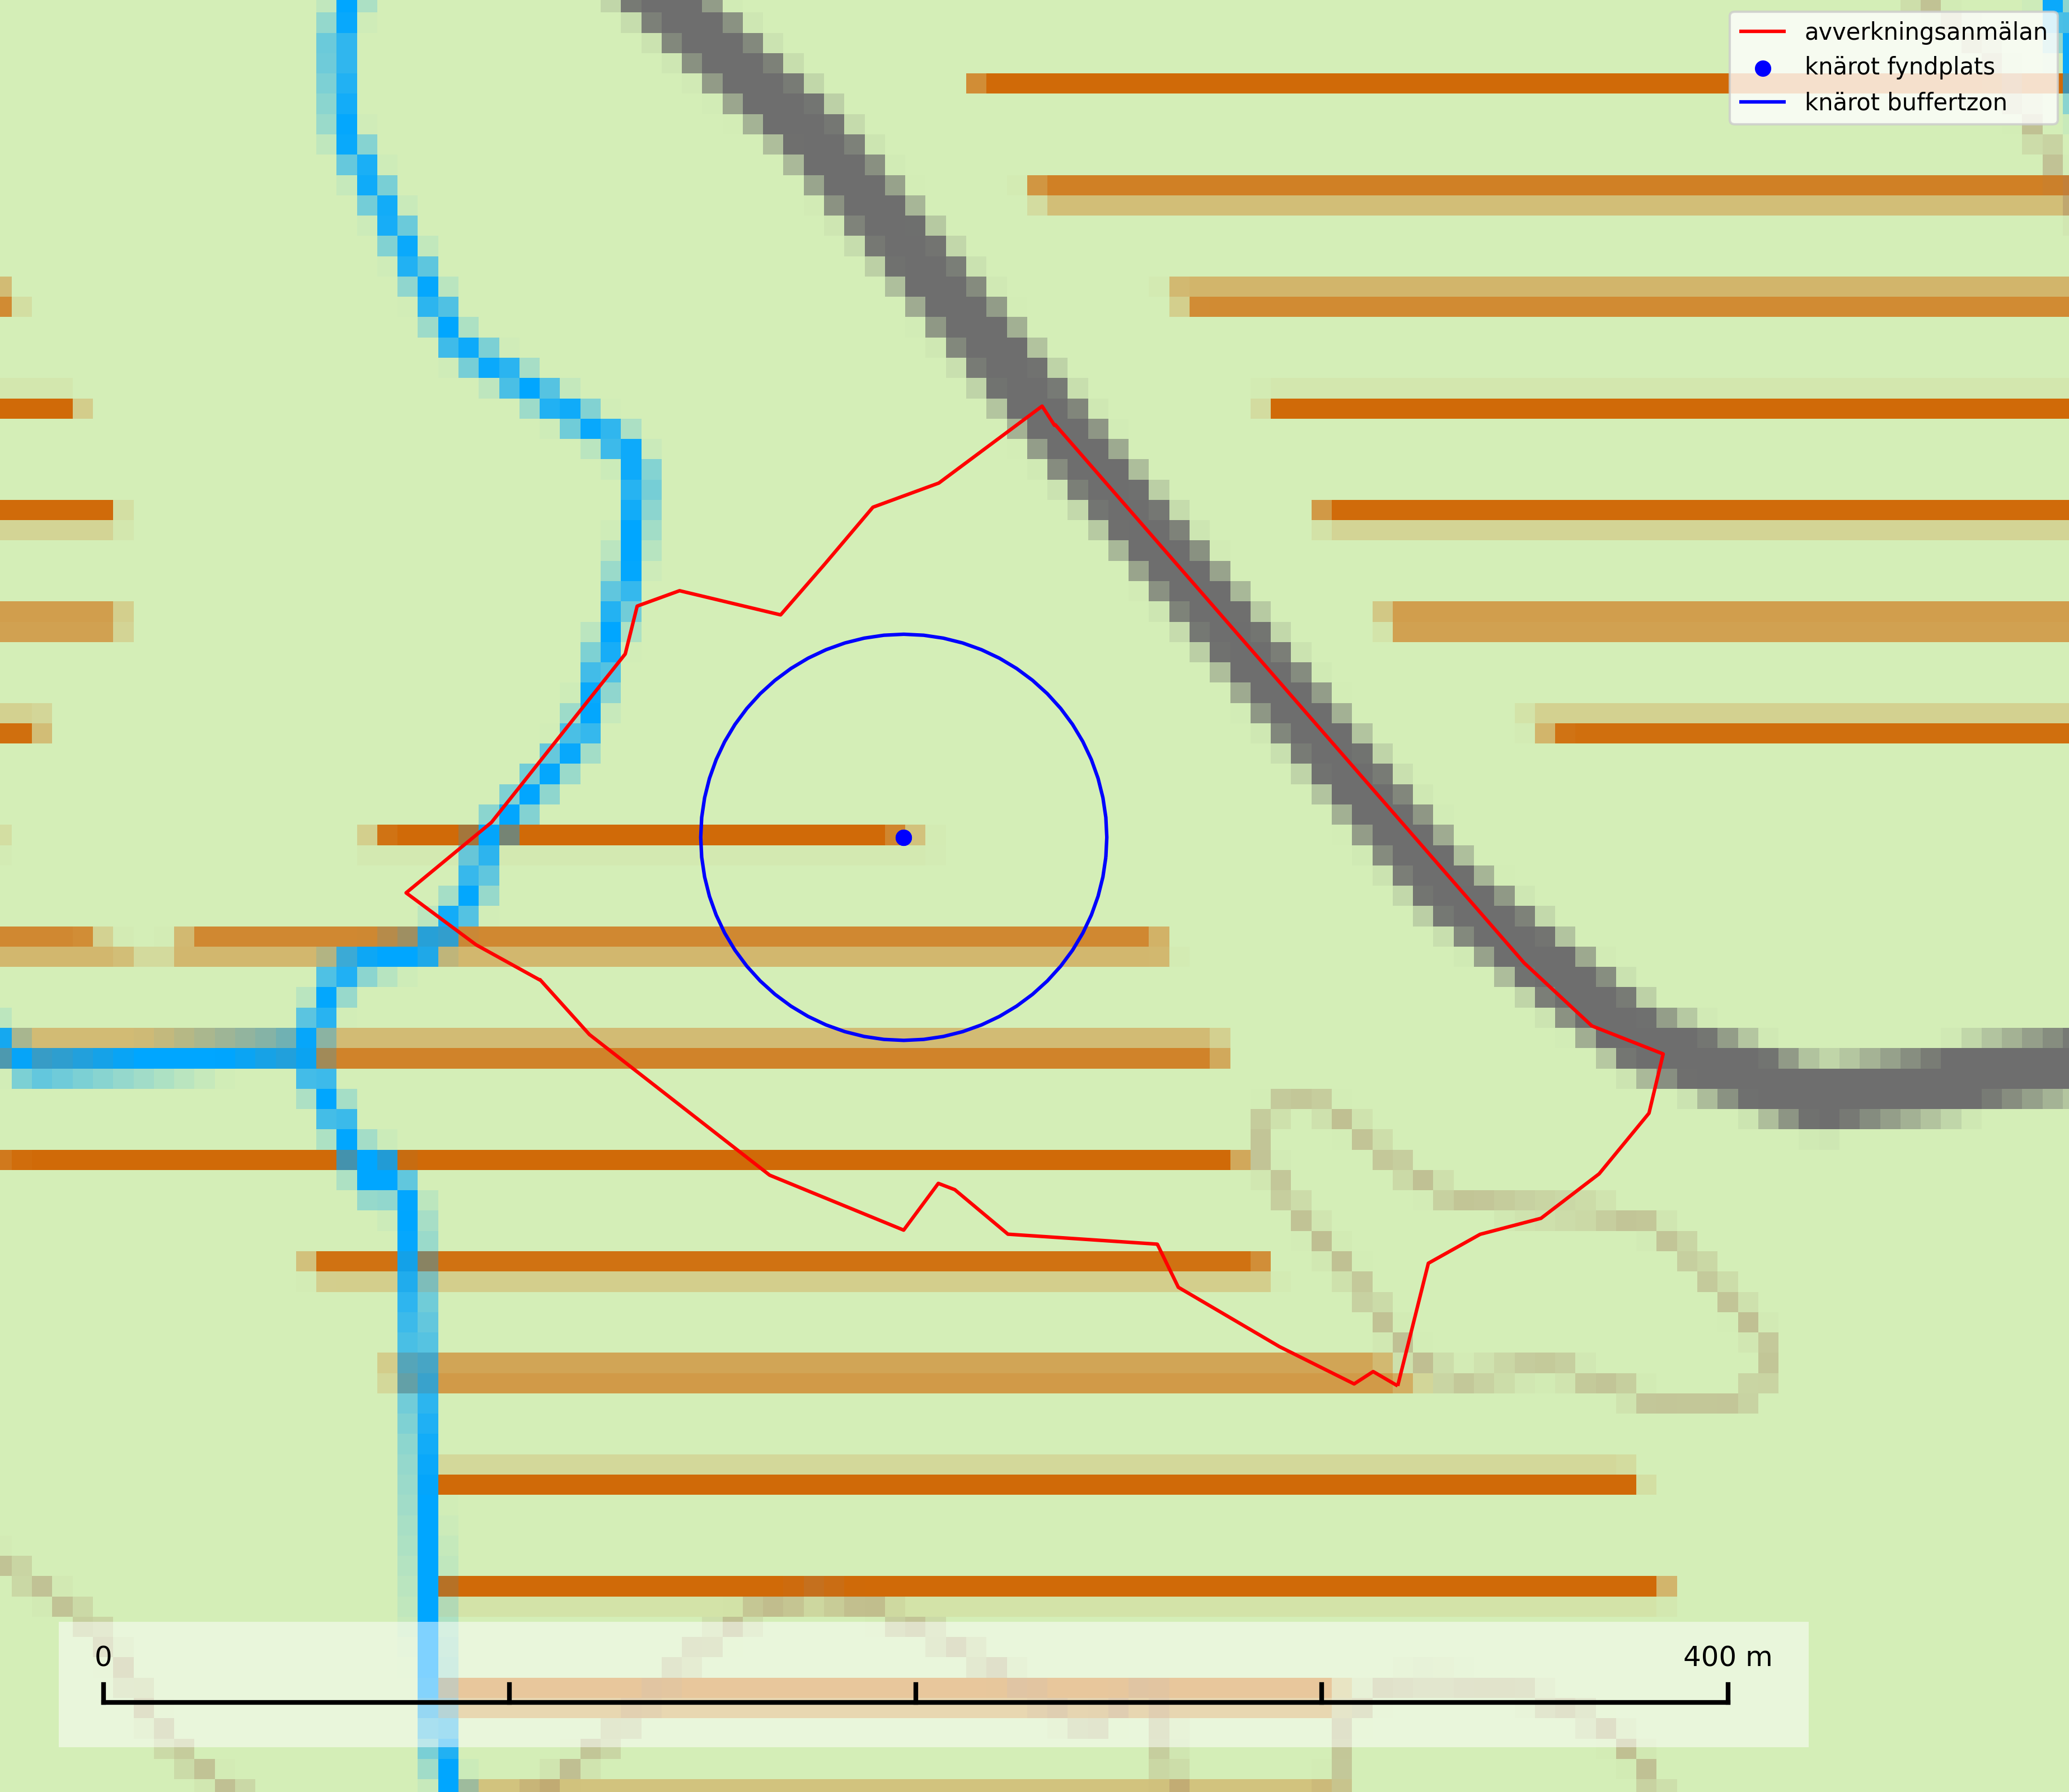 avverkningsanmälan
knärot fyndplats
knärot buffertzon
0
400 m